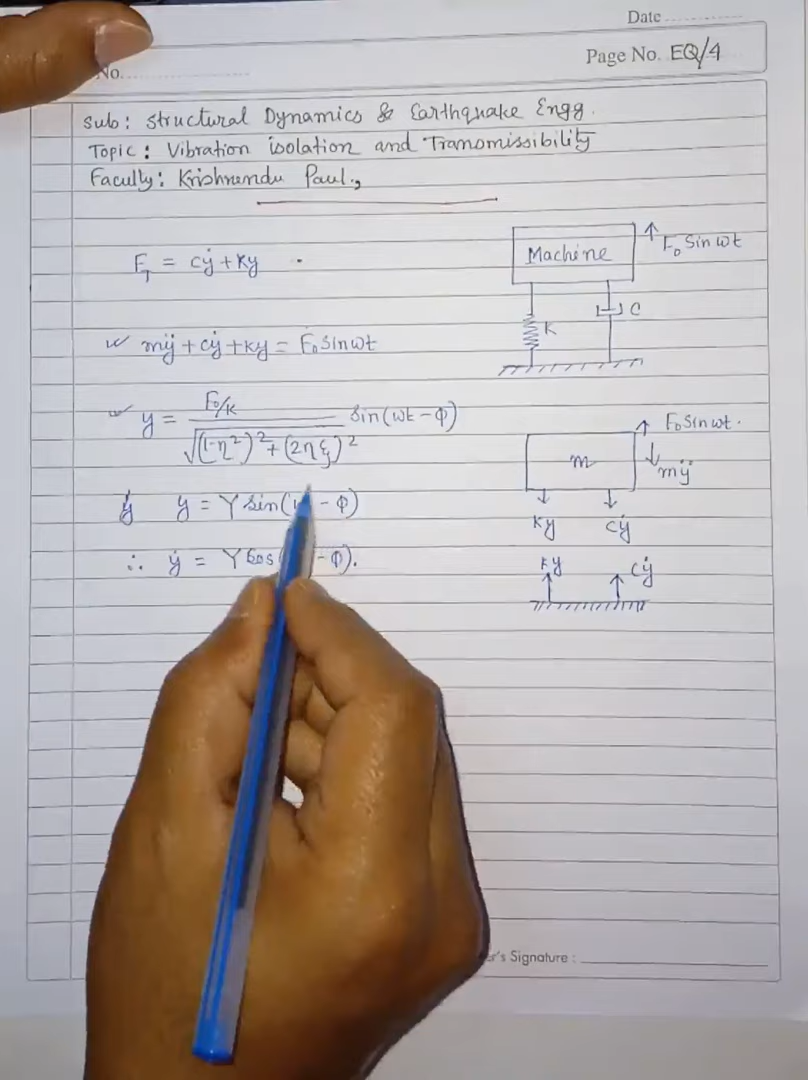 Date
No.
Page No. EQ/4
Sub: Structural Dynamics & Earthquake Engg.
Topic: Vibration isolation and Transmissibility
Faculty: Krishnendu Paul.,
F_T = cẏ + Ky
Machine
F₀ Sin ωt
K
C
mÿ + cẏ + Ky = F₀ Sin ωt
y = F₀/K / √((1-η²)² + (2ηξ)²) Sin(ωt - Φ)
F₀ Sin ωt.
m
mÿ
Ky
cẏ
y = Y Sin( - Φ)
∴ ẏ = Y Cos( - Φ).
Ky
cẏ
's Signature :